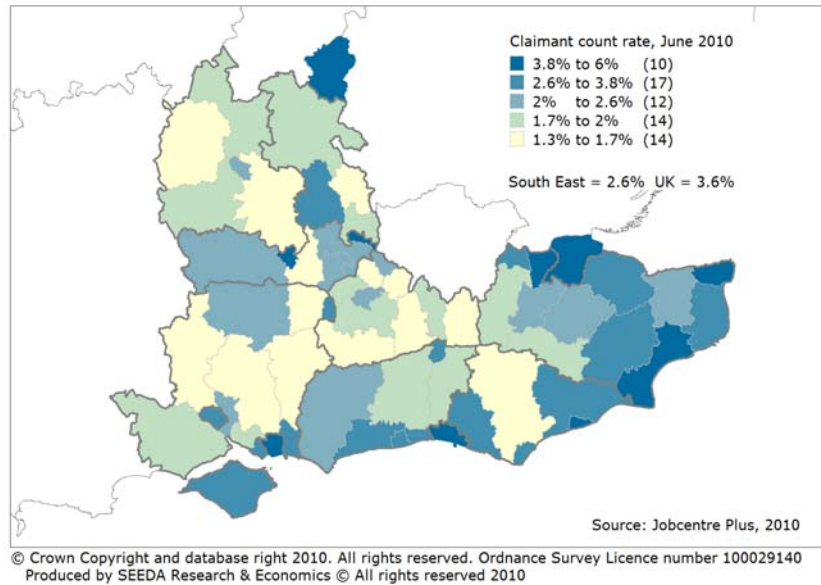 Claimant count rate, June 2010
3.8% to 6% (10)
2.6% to 3.8% (17)
2% to 2.6% (12)
1.7% to 2% (14)
1.3% to 1.7% (14)
South East = 2.6% UK = 3.6%
Source: Jobcentre Plus, 2010
© Crown Copyright and database right 2010. All rights reserved. Ordnance Survey Licence number 100029140
Produced by SEEDA Research & Economics © All rights reserved 2010